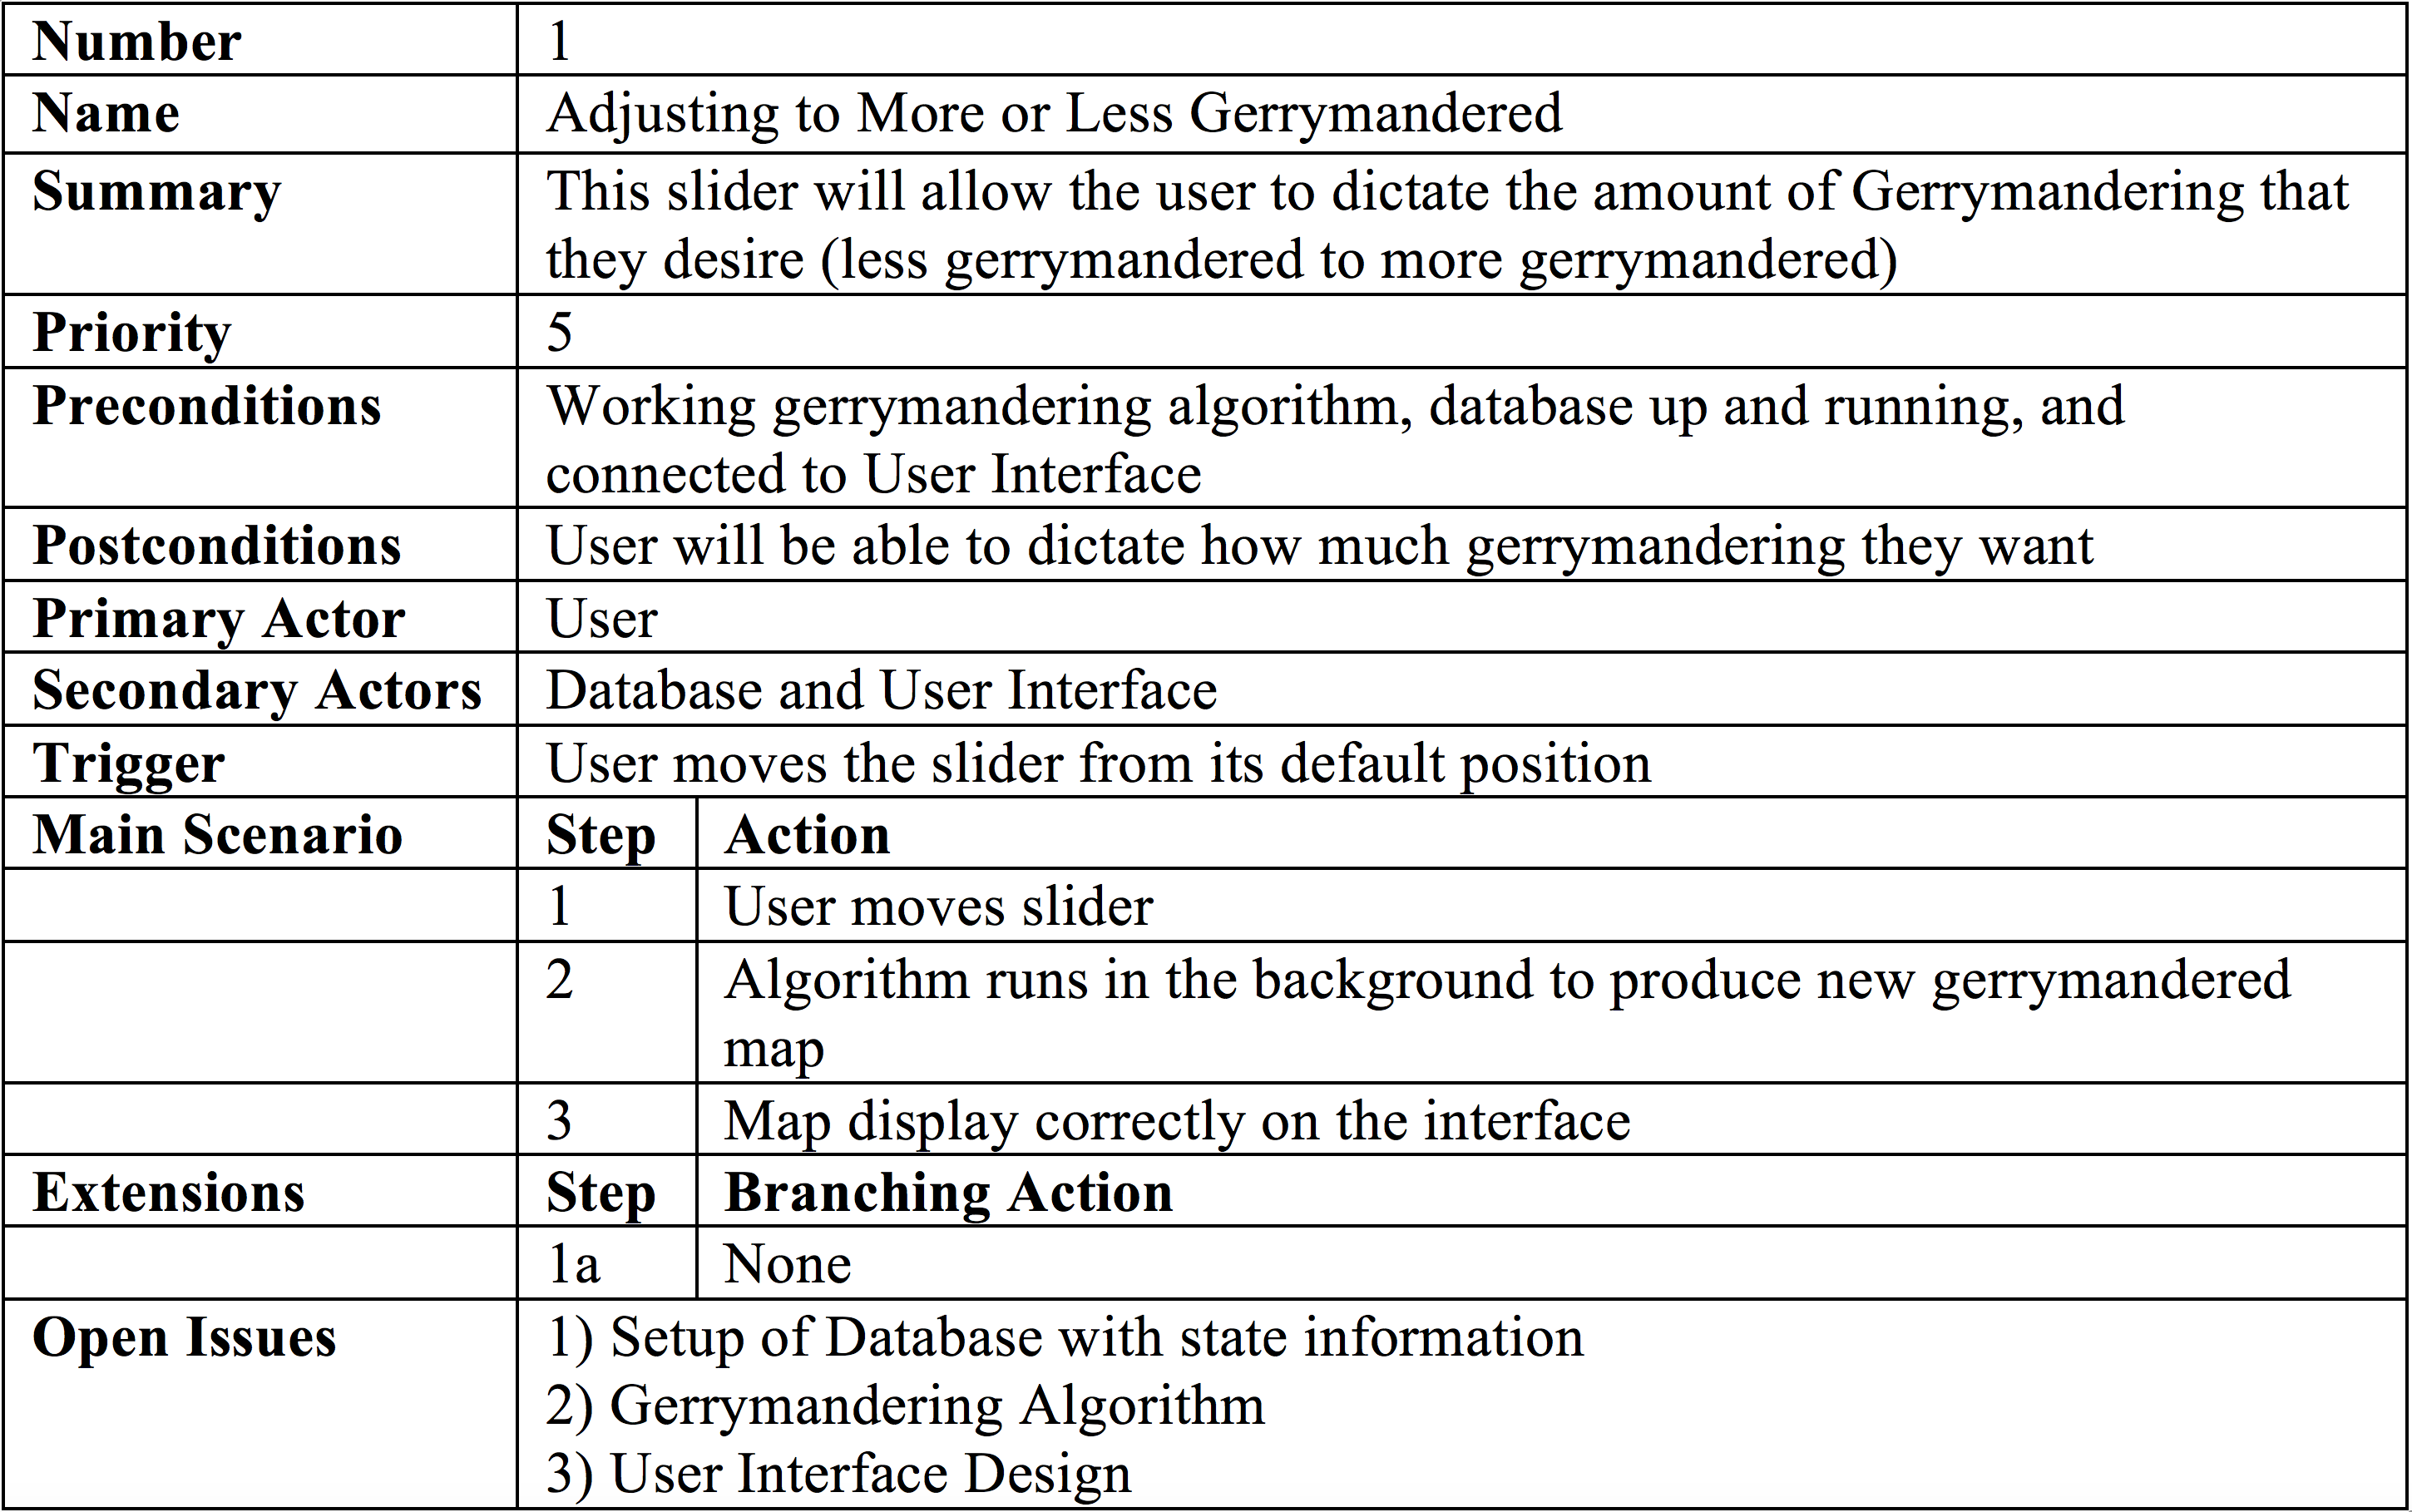 Number 1
Name Adjusting to More or Less Gerrymandered
Summary This slider will allow the user to dictate the amount of Gerrymandering that
they desire (less gerrymandered to more gerrymandered)
Priority 5
Preconditions Working gerrymandering algorithm, database up and running, and
connected to User Interface
Postconditions User will be able to dictate how much gerrymandering they want
Primary Actor User
Secondary Actors Database and User Interface
Trigger User moves the slider from its default position
Main Scenario Step Action
1 User moves slider
2 Algorithm runs in the background to produce new gerrymandered
map
3 Map display correctly on the interface
Extensions Step Branching Action
1a None
Open Issues 1) Setup of Database with state information
2) Gerrymandering Algorithm
3) User Interface Design